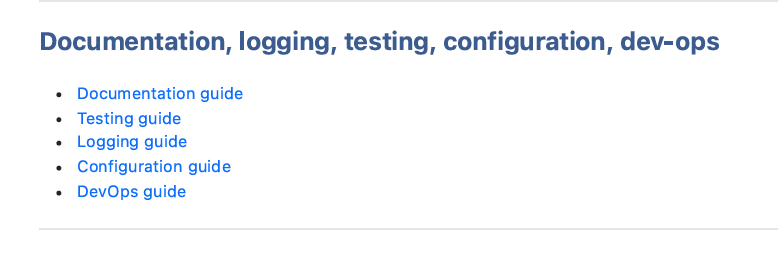 Documentation, logging, testing, configuration, dev-ops
• Documentation guide
• Testing guide
• Logging guide
• Configuration guide
• DevOps guide